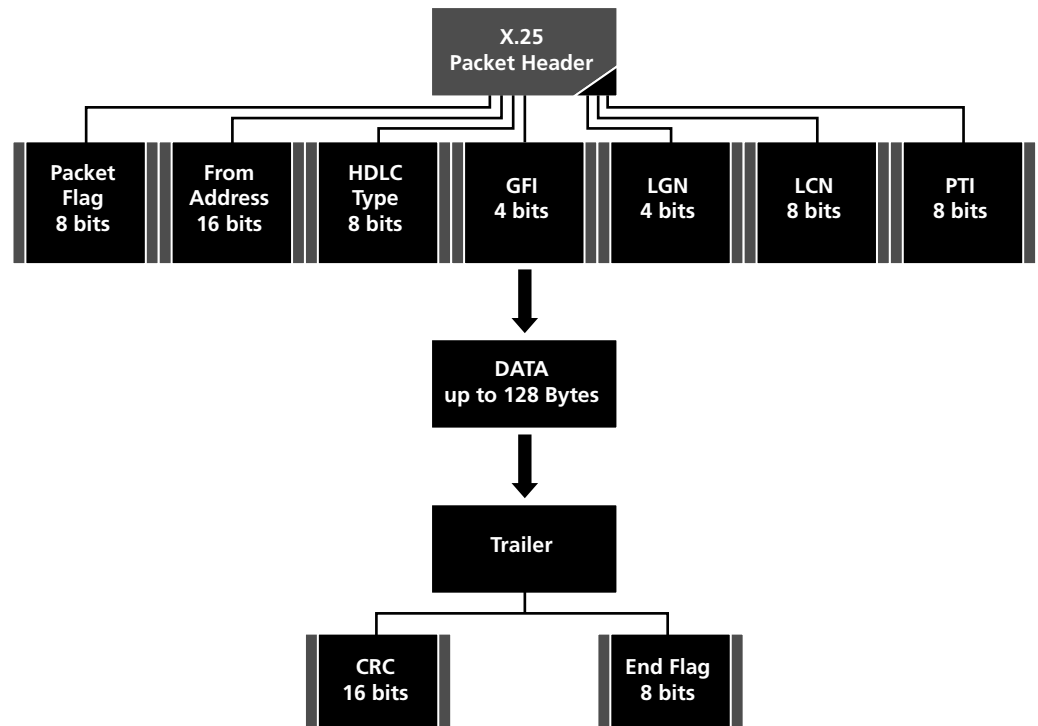 X.25
Packet Header
Packet
Flag
8 bits
From
Address
16 bits
HDLC
Type
8 bits
GFI
4 bits
LGN
4 bits
LCN
8 bits
PTI
8 bits
DATA
up to 128 Bytes
Trailer
CRC
16 bits
End Flag
8 bits